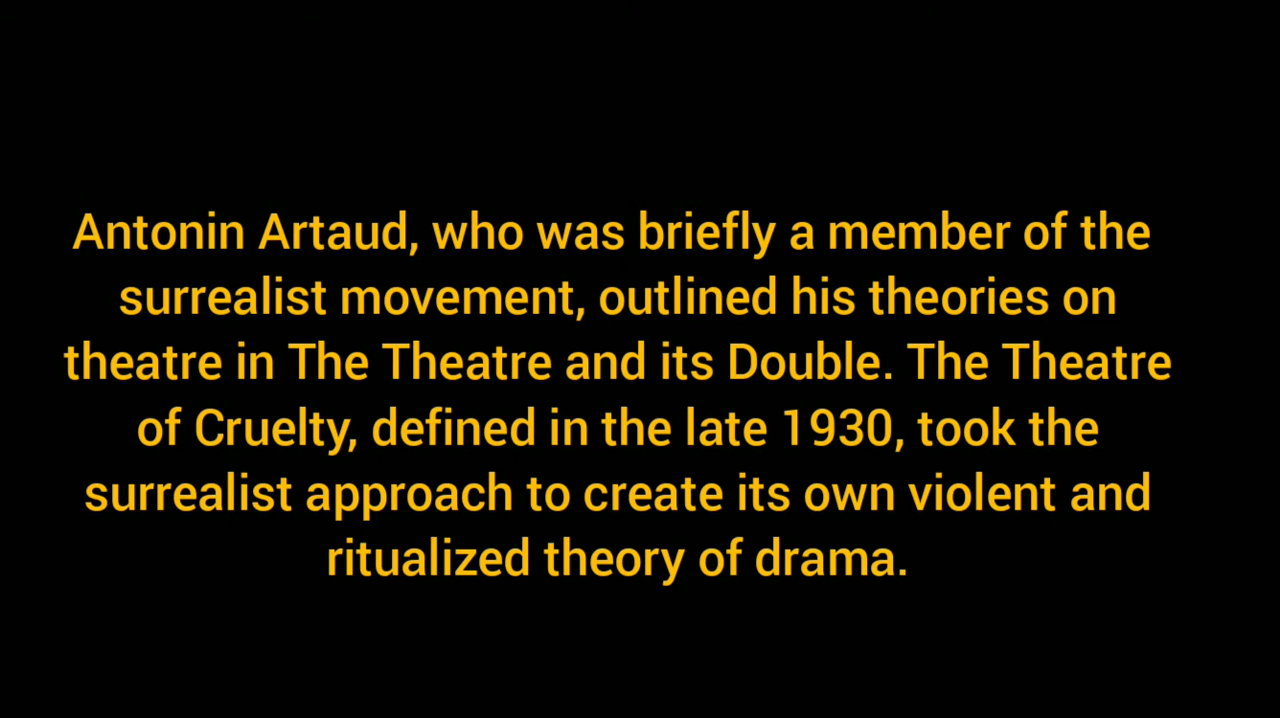 Antonin Artaud, who was briefly a member of the
surrealist movement, outlined his theories on
theatre in The Theatre and its Double. The Theatre
of Cruelty, defined in the late 1930, took the
surrealist approach to create its own violent and
ritualized theory of drama.